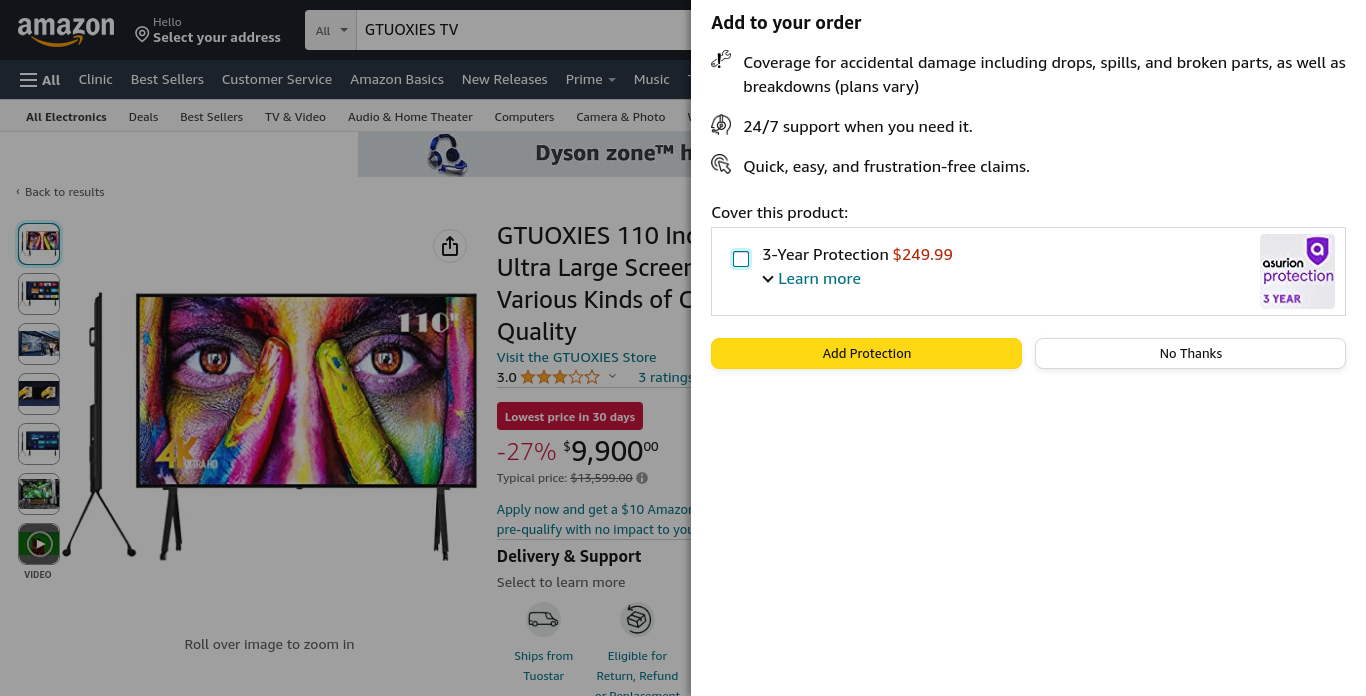 amazon
Hello
Select your address
All
GTUOXIES TV
All
Clinic
Best Sellers
Customer Service
Amazon Basics
New Releases
Prime
Music
All Electronics
Deals
Best Sellers
TV & Video
Audio & Home Theater
Computers
Camera & Photo
Dyson zone™ h
‹ Back to results
GTUOXIES 110 Inc
Ultra Large Screen
Various Kinds of C
Quality
Visit the GTUOXIES Store
3.0
3 ratings
110"
4K
ULTRA HD
Lowest price in 30 days
-27% $9,90000
Typical price: $13,599.00
Apply now and get a $10 Amazon
pre-qualify with no impact to you
Delivery & Support
Select to learn more
Ships from
Tuostar
Eligible for
Return, Refund
or Replacement
VIDEO
Roll over image to zoom in
Add to your order
Coverage for accidental damage including drops, spills, and broken parts, as well as
breakdowns (plans vary)
24/7 support when you need it.
Quick, easy, and frustration-free claims.
Cover this product:
3-Year Protection $249.99
Learn more
asurion
protection
3 YEAR
Add Protection
No Thanks